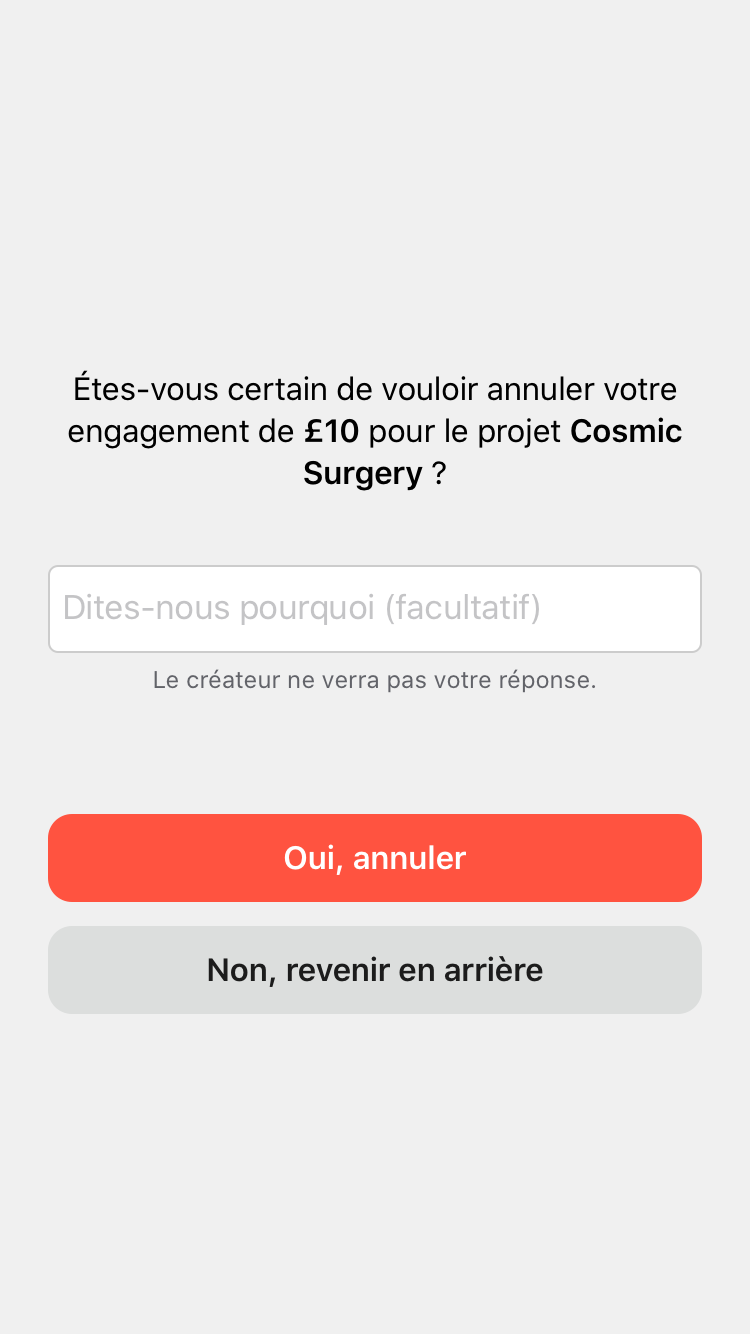 Êtes-vous certain de vouloir annuler votre
engagement de £10 pour le projet Cosmic
Surgery ?
Dites-nous pourquoi (facultatif)
Le créateur ne verra pas votre réponse.
Oui, annuler
Non, revenir en arrière